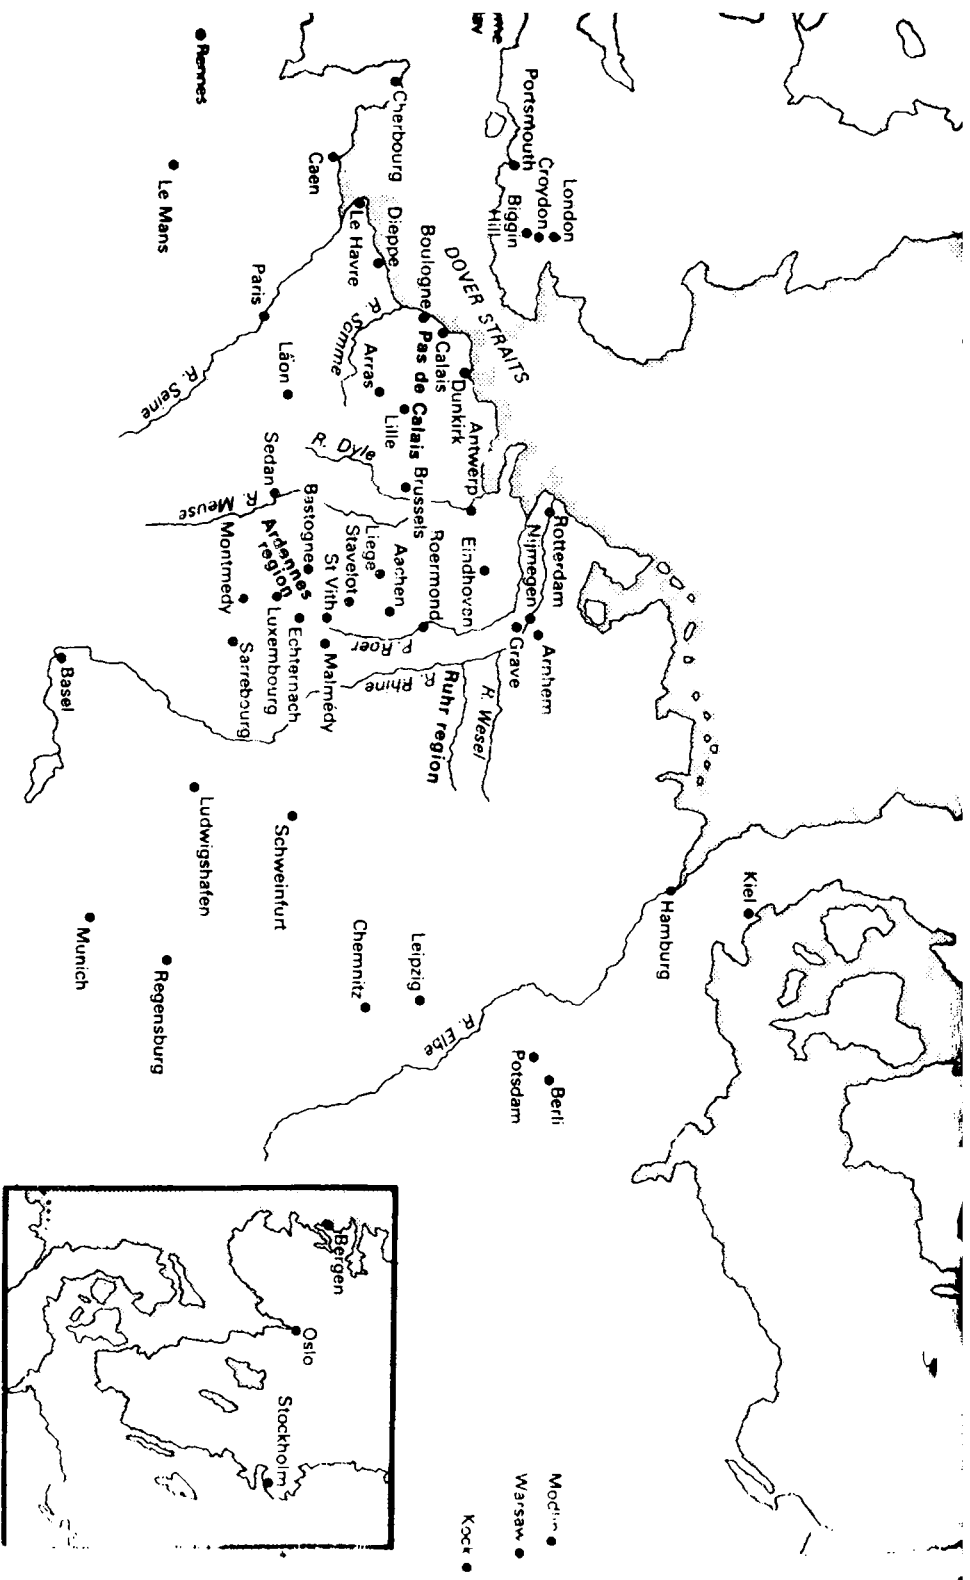 Portsmouth
Croydon
London
Biggin
Hill
DOVER STRAITS
Cherbourg
Caen
Le Havre
Dieppe
Boulogne
Calais
Dunkirk
Pas de Calais
Rennes
Le Mans
Paris
R. Seine
R. Somme
Arras
Lille
Lâon
Antwerp
Brussels
R. Dyle
Sedan
R. Meuse
Montmedy
Bastogne
Ardennes
region
Liege
Stavelot
St Vith
Aachen
Roermond
Eindhoven
Nijmegen
Rotterdam
Arnhem
Grave
R. Roer
R. Rhine
Ruhr region
R. Wesel
Malmédy
Echternach
Luxembourg
Sarrebourg
Basel
Ludwigshafen
Schweinfurt
Munich
Regensburg
Chemnitz
Leipzig
R. Elbe
Hamburg
Kiel
Potsdam
Berli
Warsaw
Kock
Bergen
Oslo
Stockholm